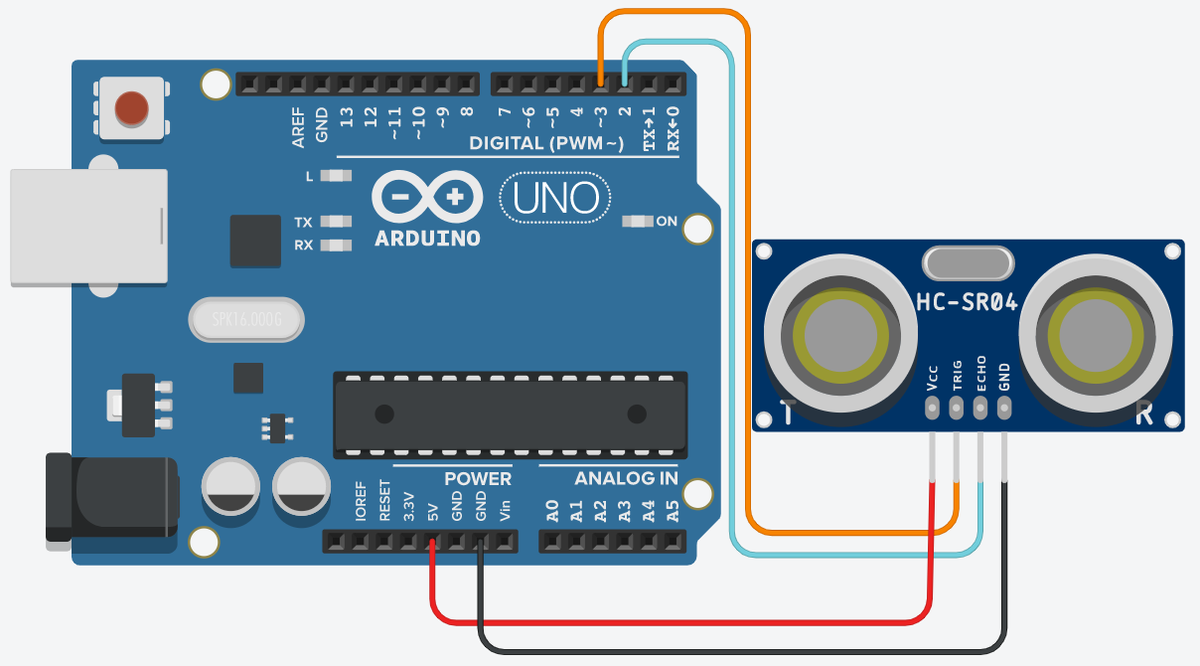 AREF GND 13 12 ~11 ~10 ~9 8 7 ~6 ~5 4 ~3 2 TX→1 RX←0
DIGITAL (PWM~)
L
TX
RX
ARDUINO
UNO
ON
SPK16.000G
HC-SR04
Vcc TRIG ECHO GND
T R
POWER ANALOG IN
IOREF RESET 3.3V 5V GND GND Vin A0 A1 A2 A3 A4 A5